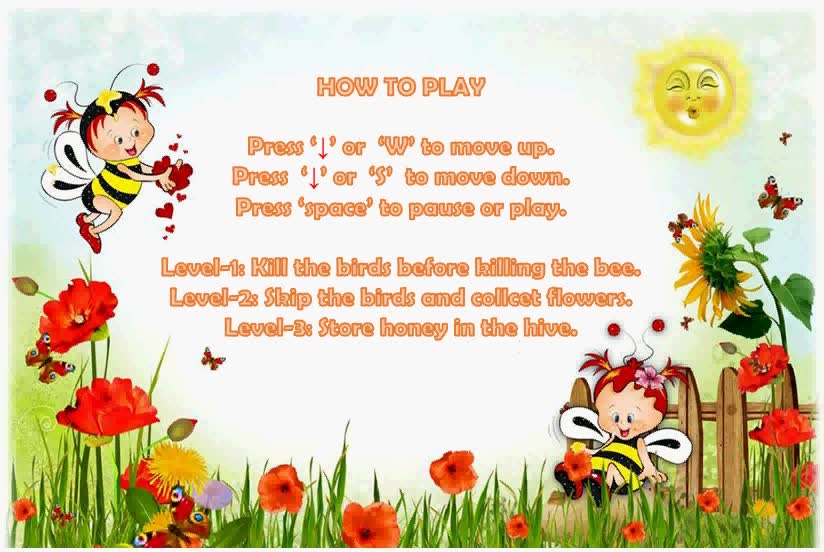 HOW TO PLAY
Press ‘↓’ or ‘W’ to move up.
Press ‘↓’ or ‘S’ to move down.
Press ‘space’ to pause or play.
Level-1: Kill the birds before killing the bee.
Level-2: Skip the birds and collcet flowers.
Level-3: Store honey in the hive.